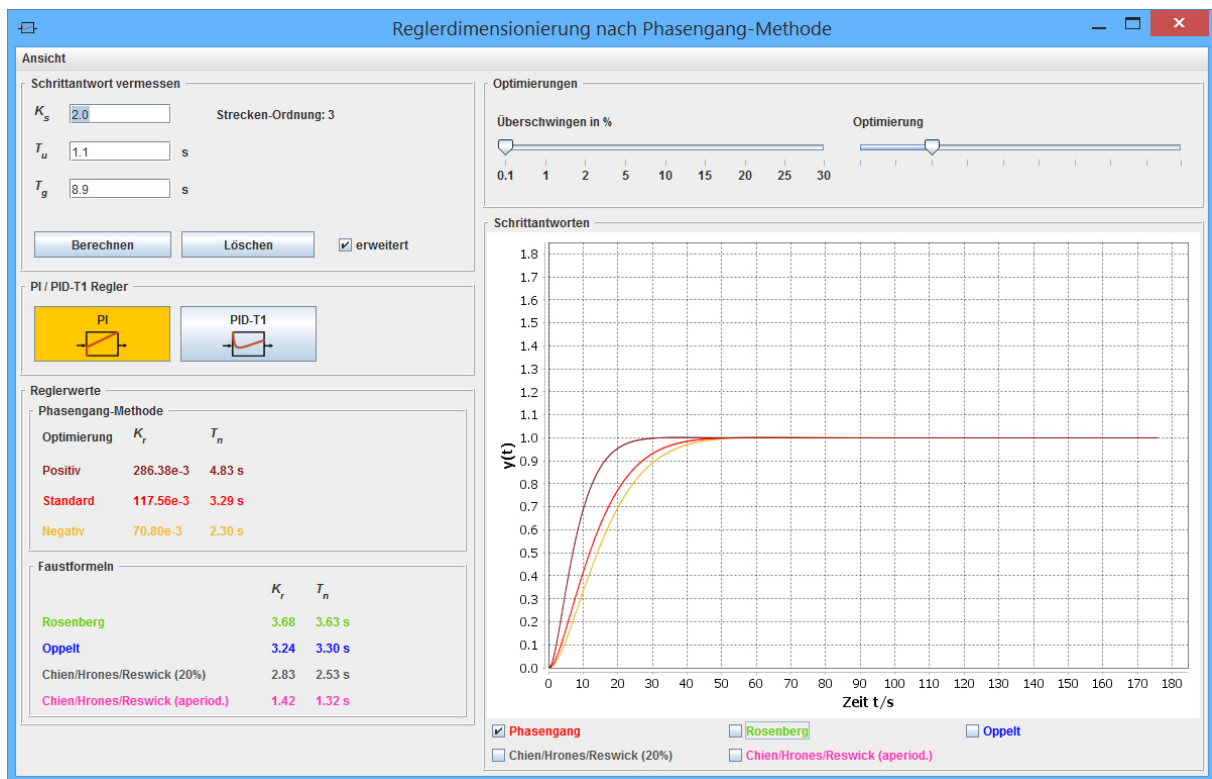 Reglerdimensionierung nach Phasengang-Methode
Ansicht
Schrittantwort vermessen
K_s 2.0 Strecken-Ordnung: 3
T_u 1.1 s
T_g 8.9 s
Berechnen Löschen erweitert
PI / PID-T1 Regler
PI PID-T1
Reglerwerte
Phasengang-Methode
Optimierung K_r T_n
Positiv 286.38e-3 4.83 s
Standard 117.56e-3 3.29 s
Negativ 70.80e-3 2.30 s
Faustformeln
K_r T_n
Rosenberg 3.68 3.63 s
Oppelt 3.24 3.30 s
Chien/Hrones/Reswick (20%) 2.83 2.53 s
Chien/Hrones/Reswick (aperiod.) 1.42 1.32 s
Optimierungen
Überschwingen in % Optimierung
0.1 1 2 5 10 15 20 25 30
Schrittantworten
1.8
1.7
1.6
1.5
1.4
1.3
1.2
1.1
1.0
0.9
0.8
0.7
0.6
0.5
0.4
0.3
0.2
0.1
0.0
y(t)
0 10 20 30 40 50 60 70 80 90 100 110 120 130 140 150 160 170 180
Zeit t/s
Phasengang Rosenberg Oppelt
Chien/Hrones/Reswick (20%) Chien/Hrones/Reswick (aperiod.)